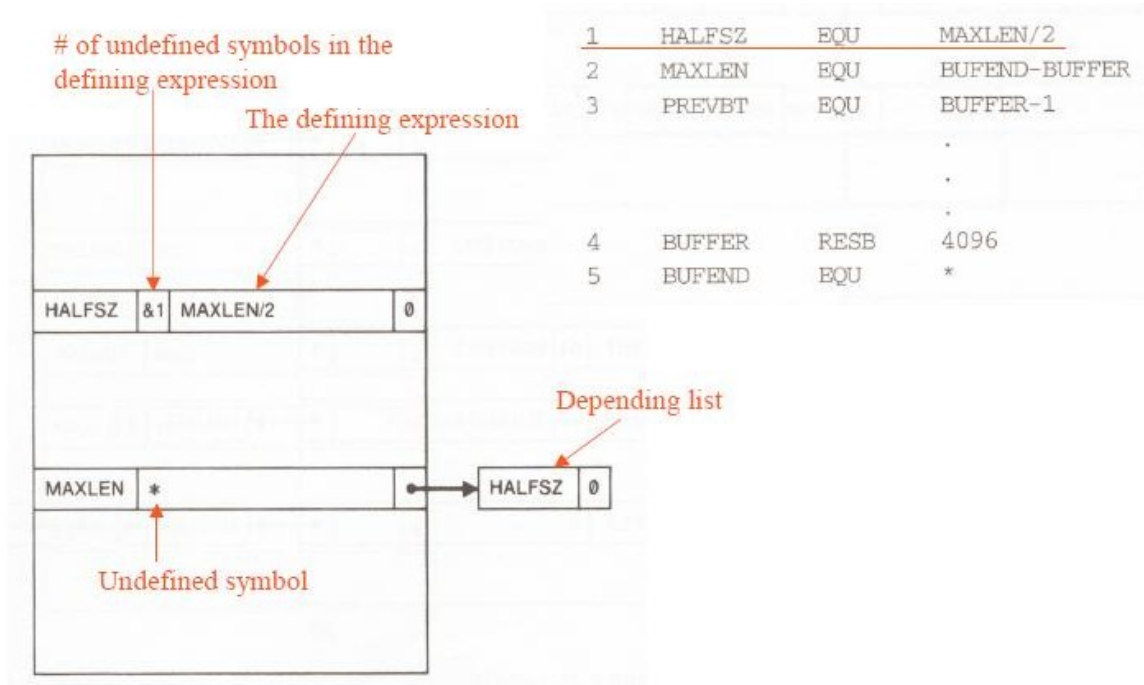 # of undefined symbols in the
defining expression
The defining expression
1 HALFSZ EQU MAXLEN/2
2 MAXLEN EQU BUFEND-BUFFER
3 PREVBT EQU BUFFER-1
.
.
.
4 BUFFER RESB 4096
5 BUFEND EQU *
HALFSZ &1 MAXLEN/2 0
Depending list
MAXLEN * HALFSZ 0
Undefined symbol